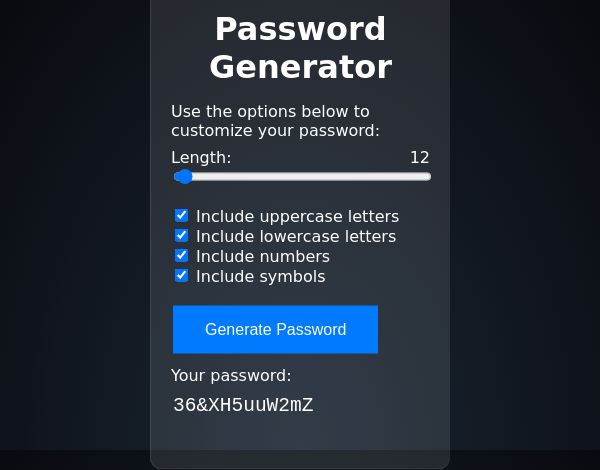 Password
Generator
Use the options below to
customize your password:
Length: 12
Include uppercase letters
Include lowercase letters
Include numbers
Include symbols
Generate Password
Your password:
36&XH5uuW2mZ